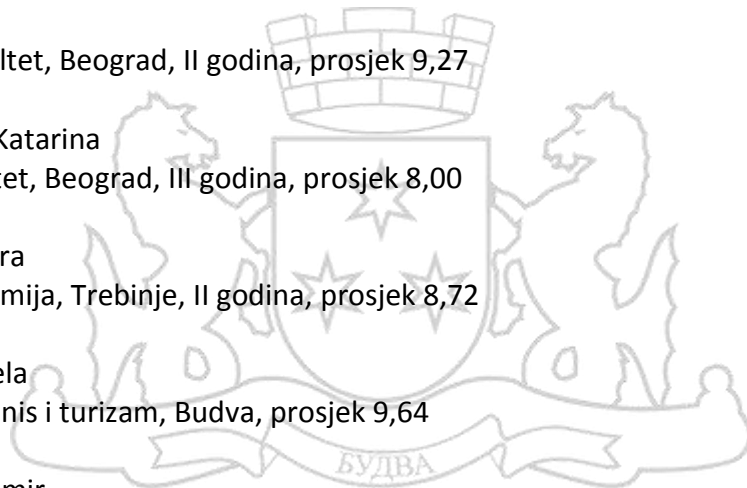 ltet, Beograd, II godina, prosjek 9,27
Katarina
tet, Beograd, III godina, prosjek 8,00
ra
mija, Trebinje, II godina, prosjek 8,72
ela
nis i turizam, Budva, prosjek 9,64
БУДВА
mir